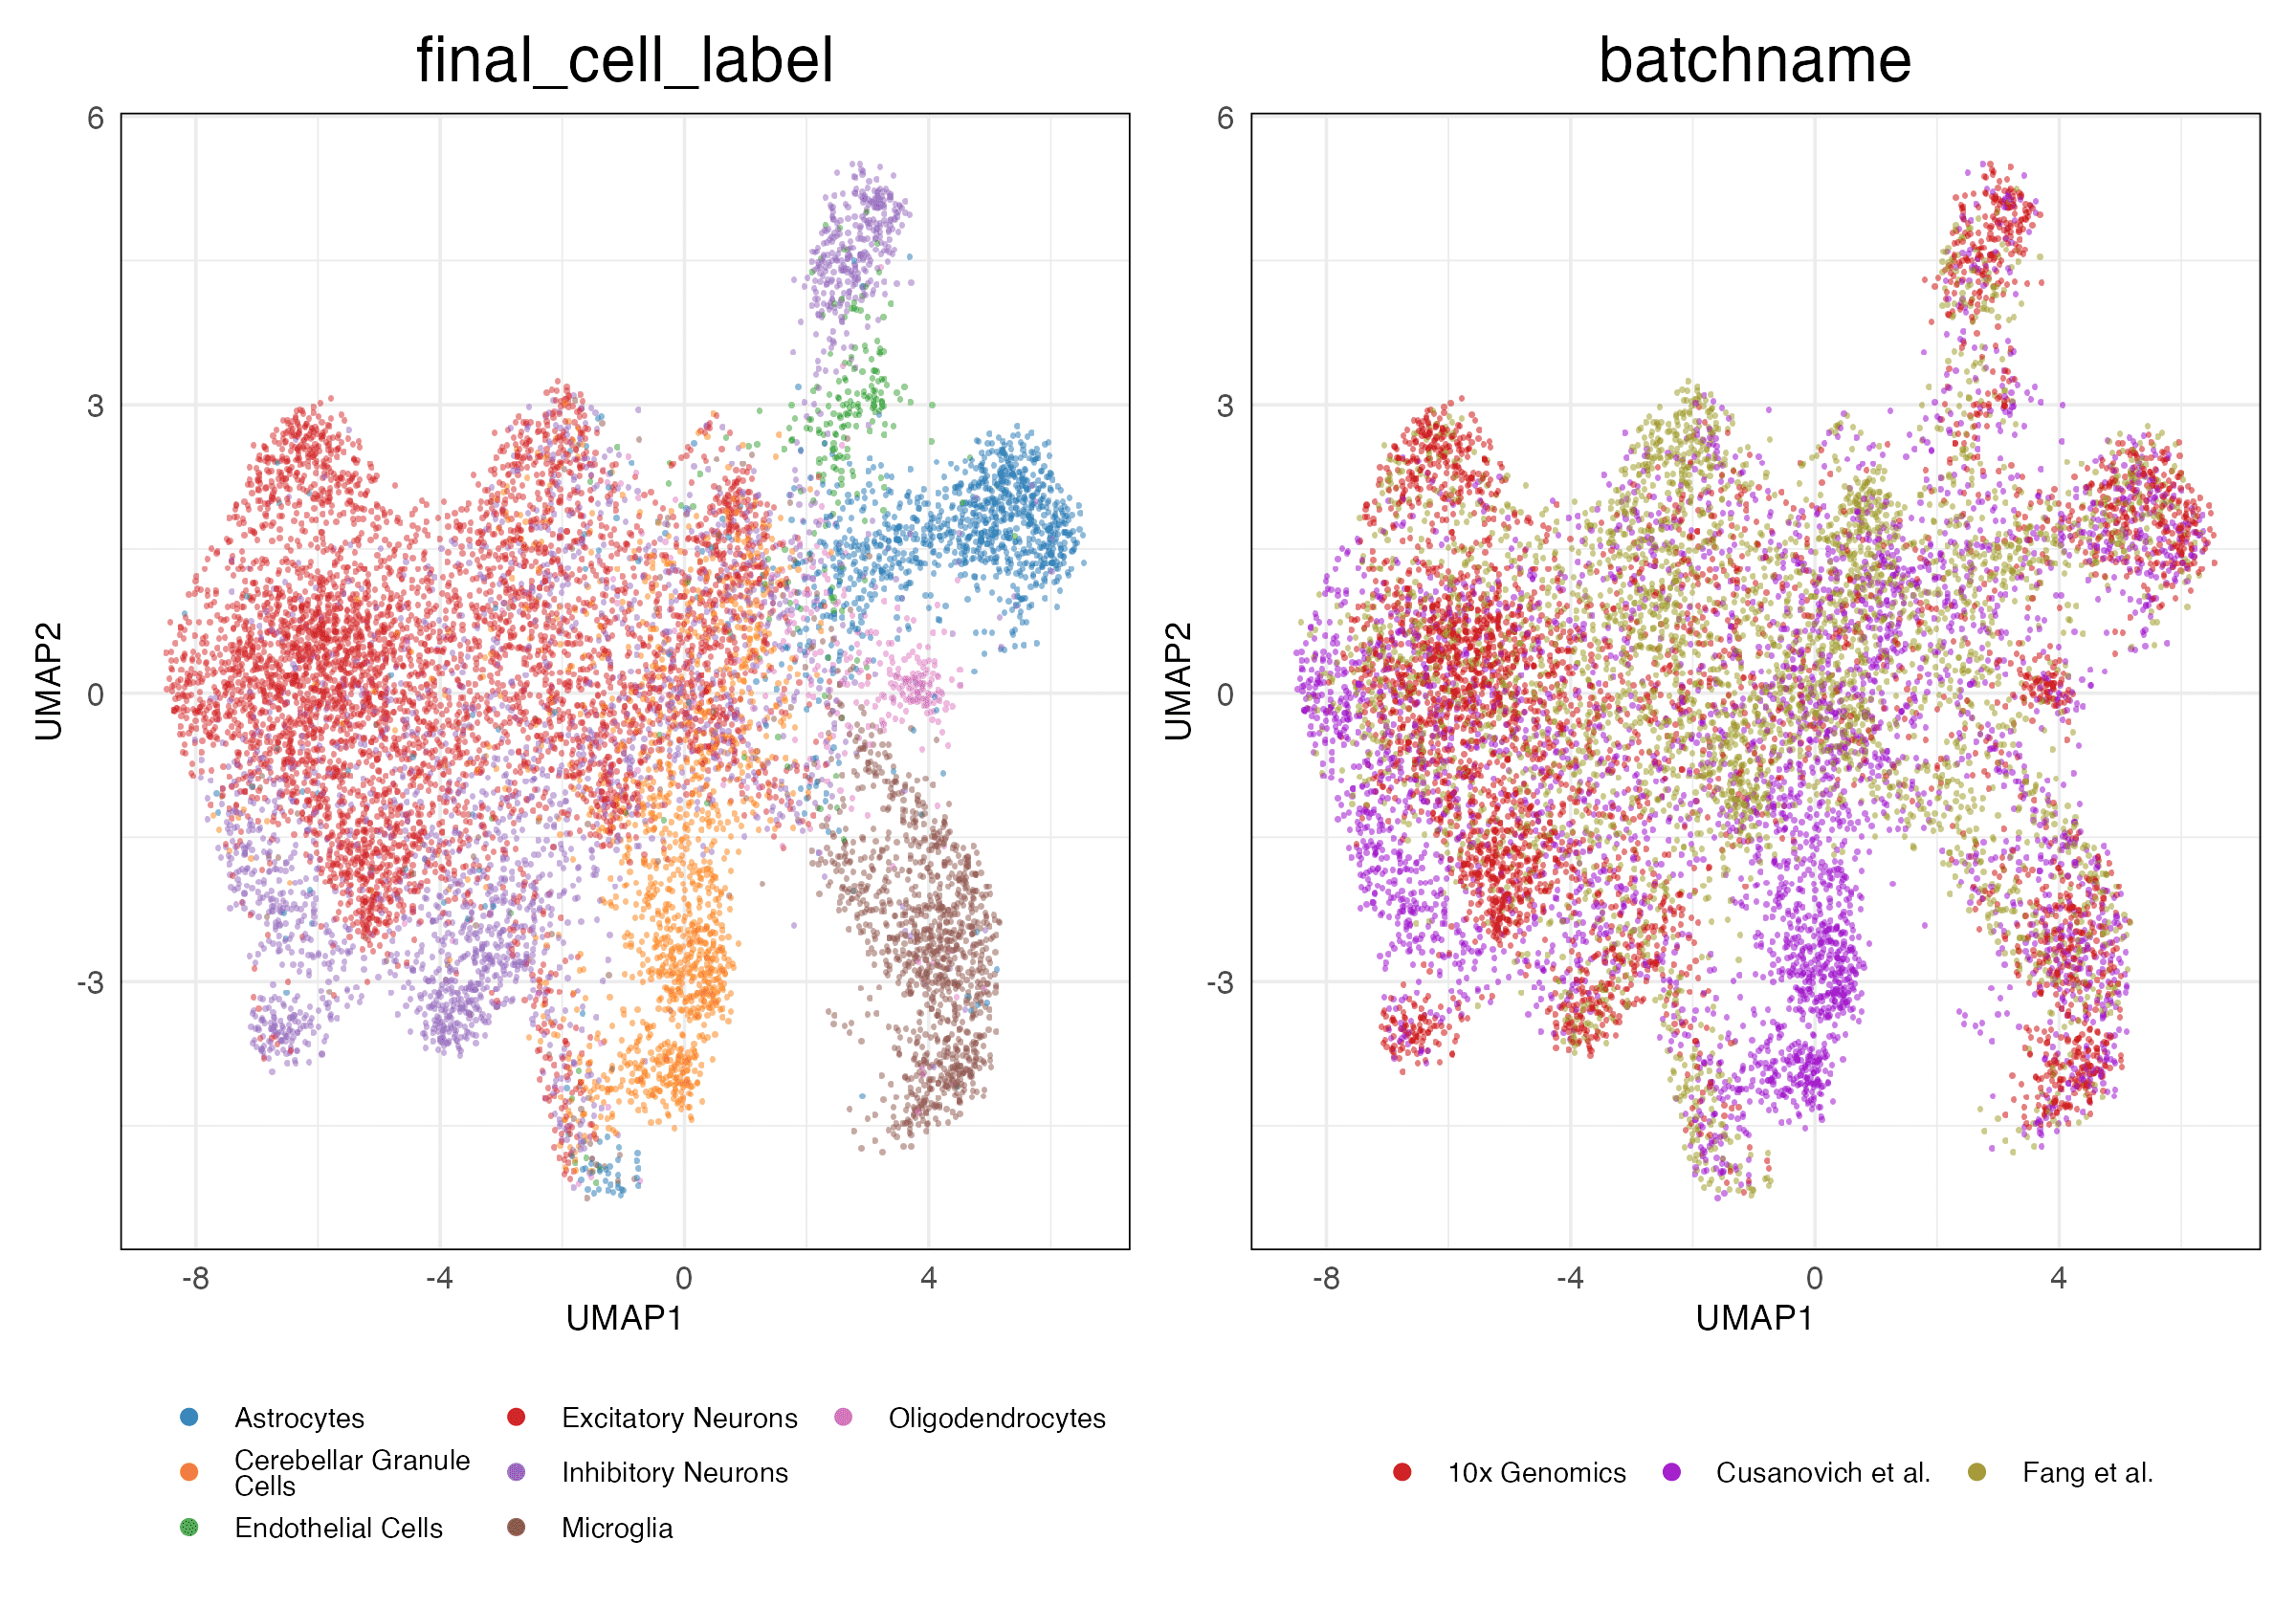 final_cell_label
batchname
6
3
0
-3
-8
-4
0
4
UMAP1
UMAP2
6
3
0
-3
-8
-4
0
4
UMAP1
UMAP2
Astrocytes
Excitatory Neurons
Oligodendrocytes
Cerebellar Granule
Cells
Inhibitory Neurons
Endothelial Cells
Microglia
10x Genomics
Cusanovich et al.
Fang et al.